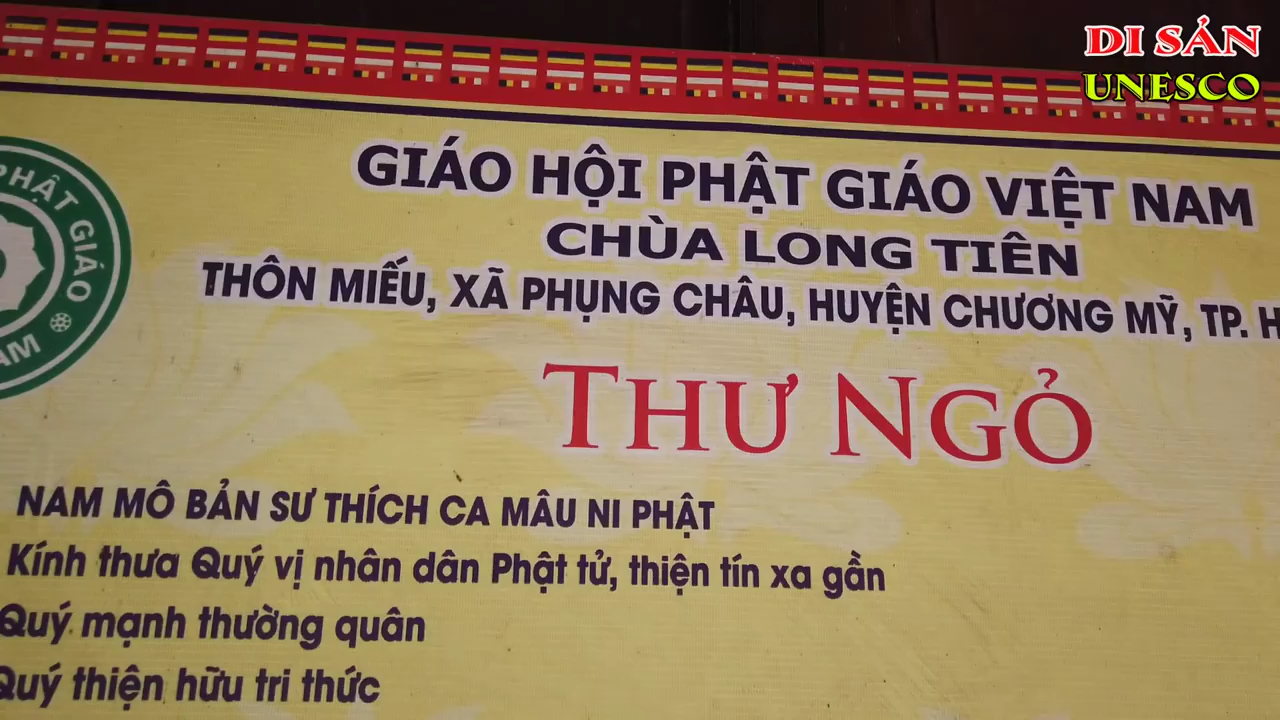 DI SẢN
UNESCO
PHẬT GIÁO
GIÁO HỘI PHẬT GIÁO VIỆT NAM
CHÙA LONG TIÊN
THÔN MIẾU, XÃ PHỤNG CHÂU, HUYỆN CHƯƠNG MỸ, TP. H
THƯ NGỎ
NAM MÔ BẢN SƯ THÍCH CA MÂU NI PHẬT
Kính thưa Quý vị nhân dân Phật tử, thiện tín xa gần
Quý mạnh thường quân
Quý thiện hữu tri thức